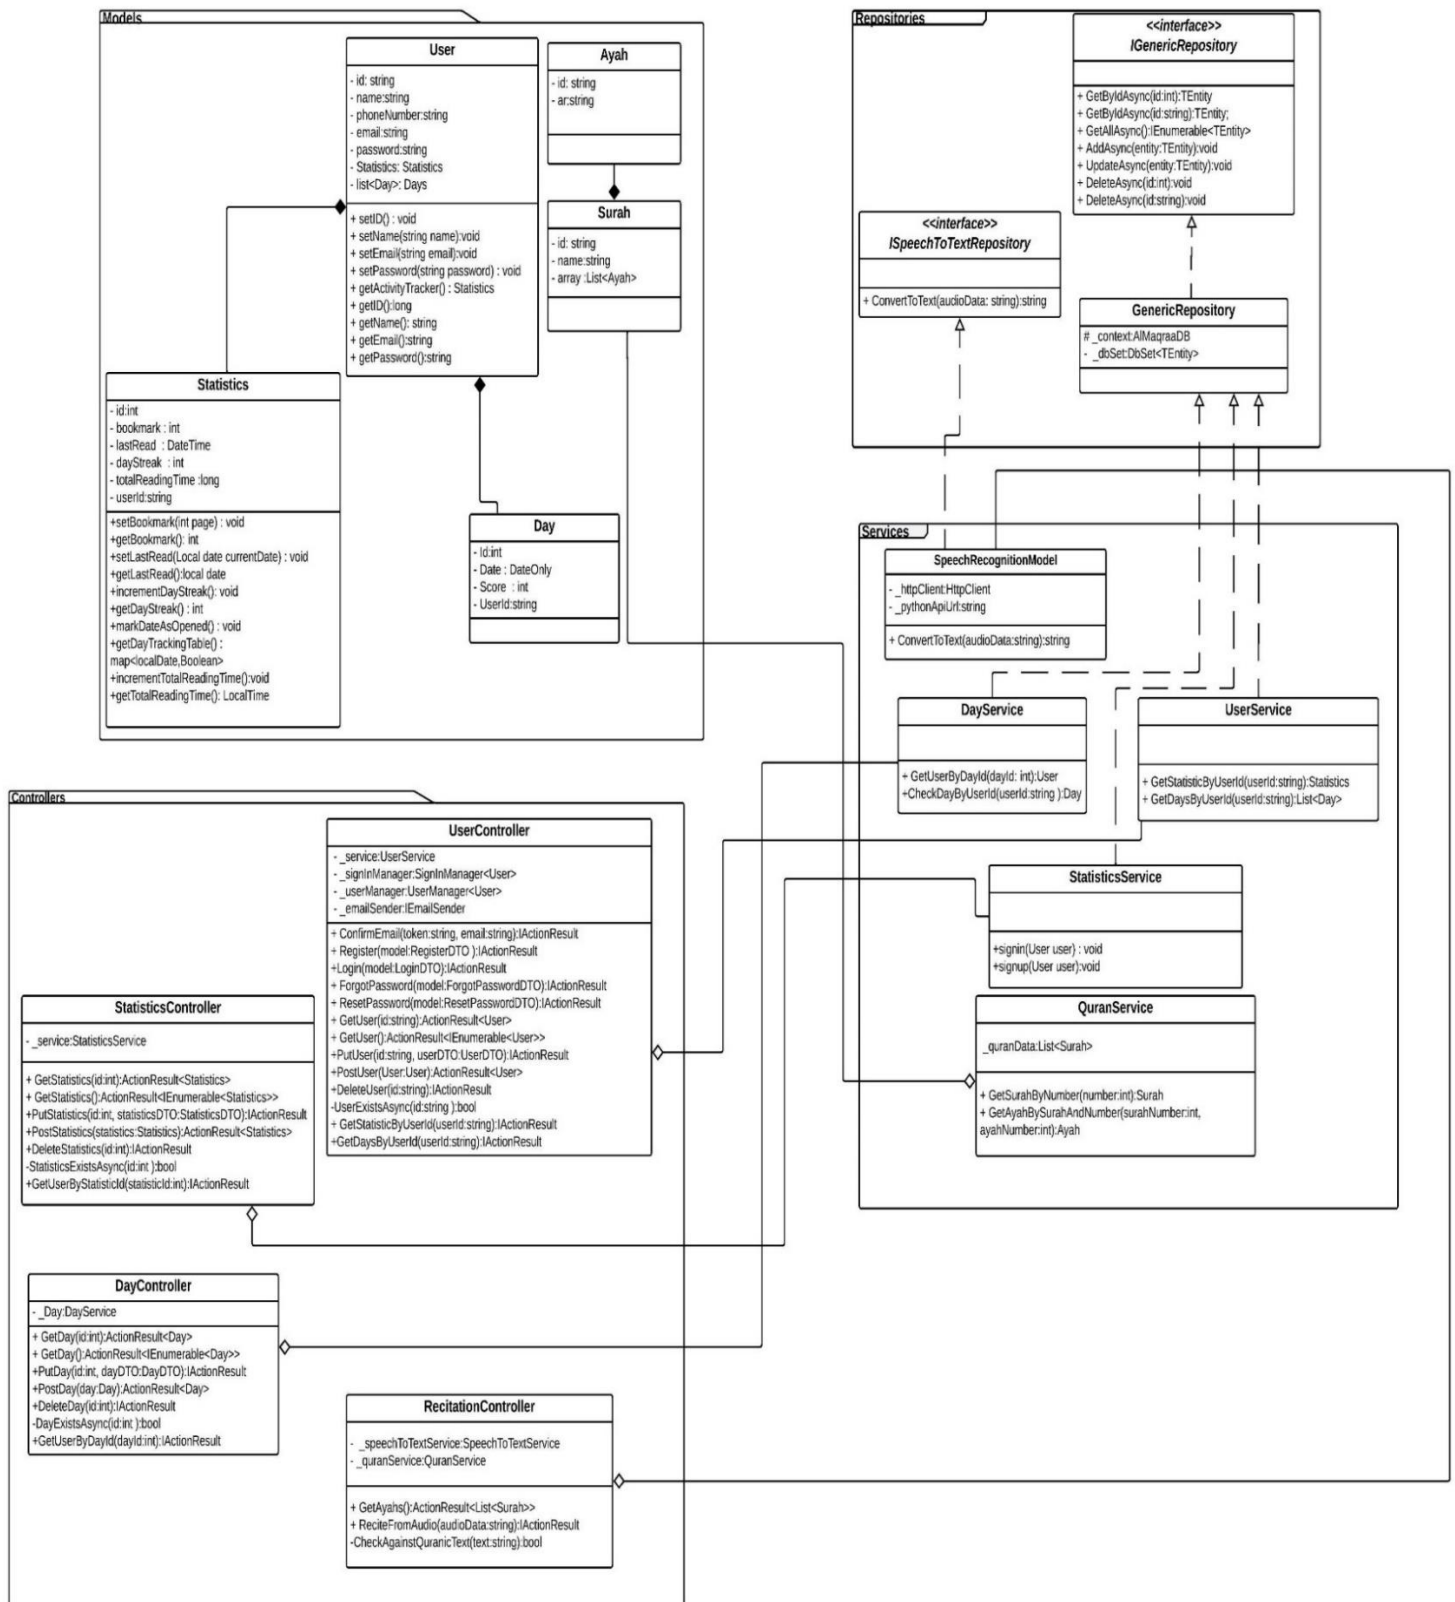 Models
User
- id: string
- name:string
- phoneNumber:string
- email:string
- password:string
- Statistics: Statistics
- list<Day>: Days
+ setID() : void
+ setName(string name):void
+ setEmail(string email):void
+ setPassword(string password) : void
+ getActivityTracker() : Statistics
+ getID():long
+ getName(): string
+ getEmail():string
+ getPassword():string
Ayah
- id: string
- ar:string
Surah
- id: string
- name:string
- array :List<Ayah>
Statistics
- id:int
- bookmark : int
- lastRead : DateTime
- dayStreak : int
- totalReadingTime :long
- userId:string
+setBookmark(int page) : void
+getBookmark(): int
+setLastRead(Local date currentDate) : void
+getLastRead():local date
+incrementDayStreak(): void
+getDayStreak() : int
+markDateAsOpened() : void
+getDayTrackingTable() :
map<localDate,Boolean>
+incrementTotalReadingTime():void
+getTotalReadingTime(): LocalTime
Day
- Id:int
- Date : DateOnly
- Score : int
- UserId:string
Repositories
<<interface>>
IGenericRepository
+ GetByIdAsync(id:int):TEntity
+ GetByIdAsync(id:string):TEntity;
+ GetAllAsync():IEnumerable<TEntity>
+ AddAsync(entity:TEntity):void
+ UpdateAsync(entity:TEntity):void
+ DeleteAsync(id:int):void
+ DeleteAsync(id:string):void
<<interface>>
ISpeechToTextRepository
+ ConvertToText(audioData: string):string
GenericRepository
# _context:AlMaqraaDB
- _dbSet:DbSet<TEntity>
Services
SpeechRecognitionModel
- _httpClient:HttpClient
- _pythonApiUrl:string
+ ConvertToText(audioData:string):string
DayService
+ GetUserByDayId(dayId: int):User
+CheckDayByUserId(userId:string ):Day
UserService
+ GetStatisticByUserId(userId:string):Statistics
+ GetDaysByUserId(userId:string):List<Day>
StatisticsService
+signin(User user) : void
+signup(User user):void
QuranService
_quranData:List<Surah>
+ GetSurahByNumber(number:int):Surah
+ GetAyahBySurahAndNumber(surahNumber:int,
ayahNumber:int):Ayah
Controllers
UserController
- _service:UserService
- _signInManager:SignInManager<User>
- _userManager:UserManager<User>
- _emailSender:IEmailSender
+ ConfirmEmail(token:string, email:string):IActionResult
+ Register(model:RegisterDTO ):IActionResult
+Login(model:LoginDTO):IActionResult
+ ForgotPassword(model:ForgotPasswordDTO):IActionResult
+ ResetPassword(model:ResetPasswordDTO):IActionResult
+ GetUser(id:string):ActionResult<User>
+ GetUser():ActionResult<IEnumerable<User>>
+PutUser(id:string, userDTO:UserDTO):IActionResult
+PostUser(User:User):ActionResult<User>
+DeleteUser(id:string):IActionResult
-UserExistsAsync(id:string ):bool
+ GetStatisticByUserId(userId:string):IActionResult
+GetDaysByUserId(userId:string):IActionResult
StatisticsController
- _service:StatisticsService
+ GetStatistics(id:int):ActionResult<Statistics>
+ GetStatistics():ActionResult<IEnumerable<Statistics>>
+PutStatistics(id:int, statisticsDTO:StatisticsDTO):IActionResult
+PostStatistics(statistics:Statistics):ActionResult<Statistics>
+DeleteStatistics(id:int):IActionResult
-StatisticsExistsAsync(id:int ):bool
+GetUserByStatisticId(statisticId:int):IActionResult
DayController
- _Day:DayService
+ GetDay(id:int):ActionResult<Day>
+ GetDay():ActionResult<IEnumerable<Day>>
+PutDay(id:int, dayDTO:DayDTO):IActionResult
+PostDay(day:Day):ActionResult<Day>
+DeleteDay(id:int):IActionResult
-DayExistsAsync(id:int ):bool
+GetUserByDayId(dayId:int):IActionResult
RecitationController
- _speechToTextService:SpeechToTextService
- _quranService:QuranService
+ GetAyahs():ActionResult<List<Surah>>
+ ReciteFromAudio(audioData:string):IActionResult
-CheckAgainstQuranicText(text:string):bool